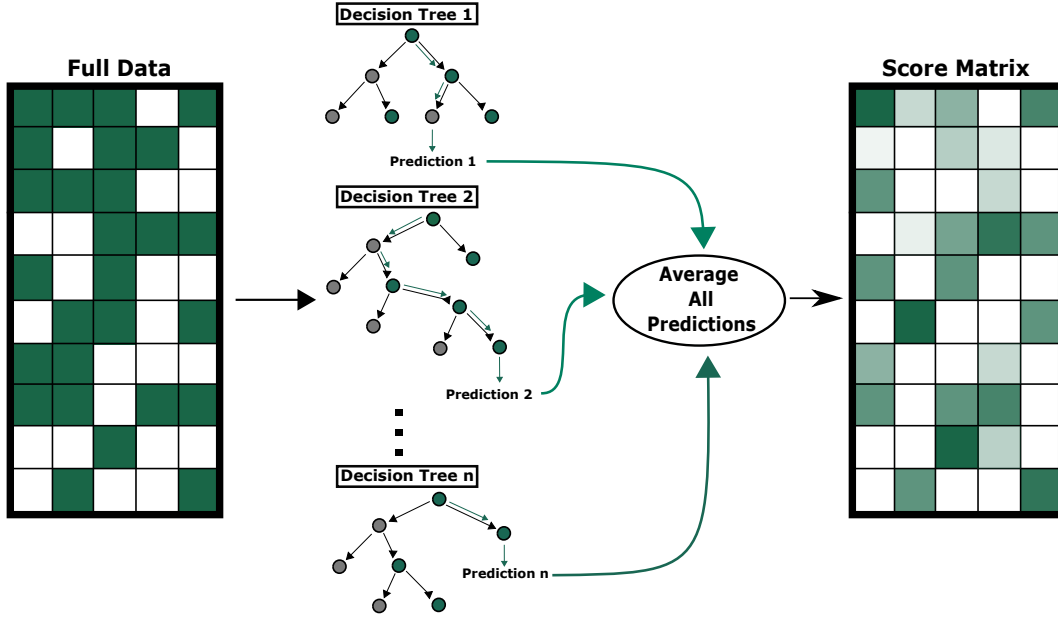 Decision Tree 1
Full Data
Score Matrix
Prediction 1
Decision Tree 2
Average
All
Predictions
Prediction 2
Decision Tree n
Prediction n